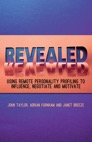 REVEALED
USING REMOTE PERSONALITY PROFILING TO
INFLUENCE, NEGOTIATE AND MOTIVATE
JOHN TAYLOR, ADRIAN FURNHAM AND JANET BREEZE